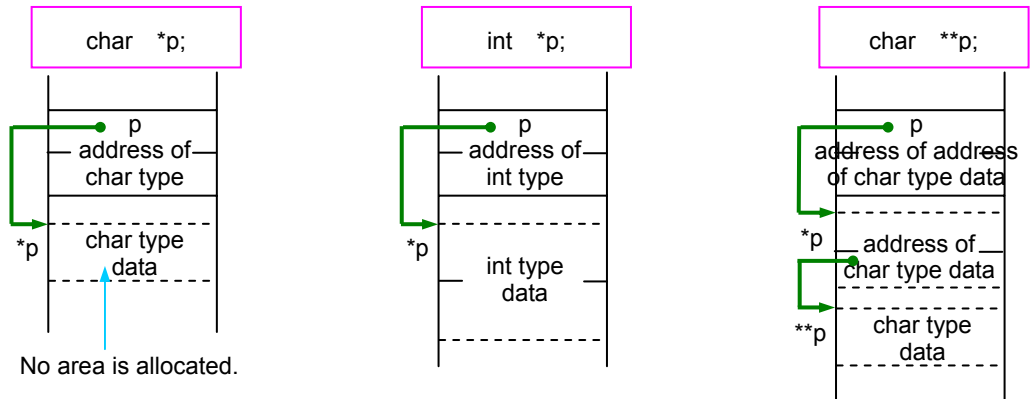 char *p;
p
address of
char type
*p
char type
data
No area is allocated.
int *p;
p
address of
int type
*p
int type
data
char **p;
p
address of address
of char type data
*p
address of
char type data
**p
char type
data